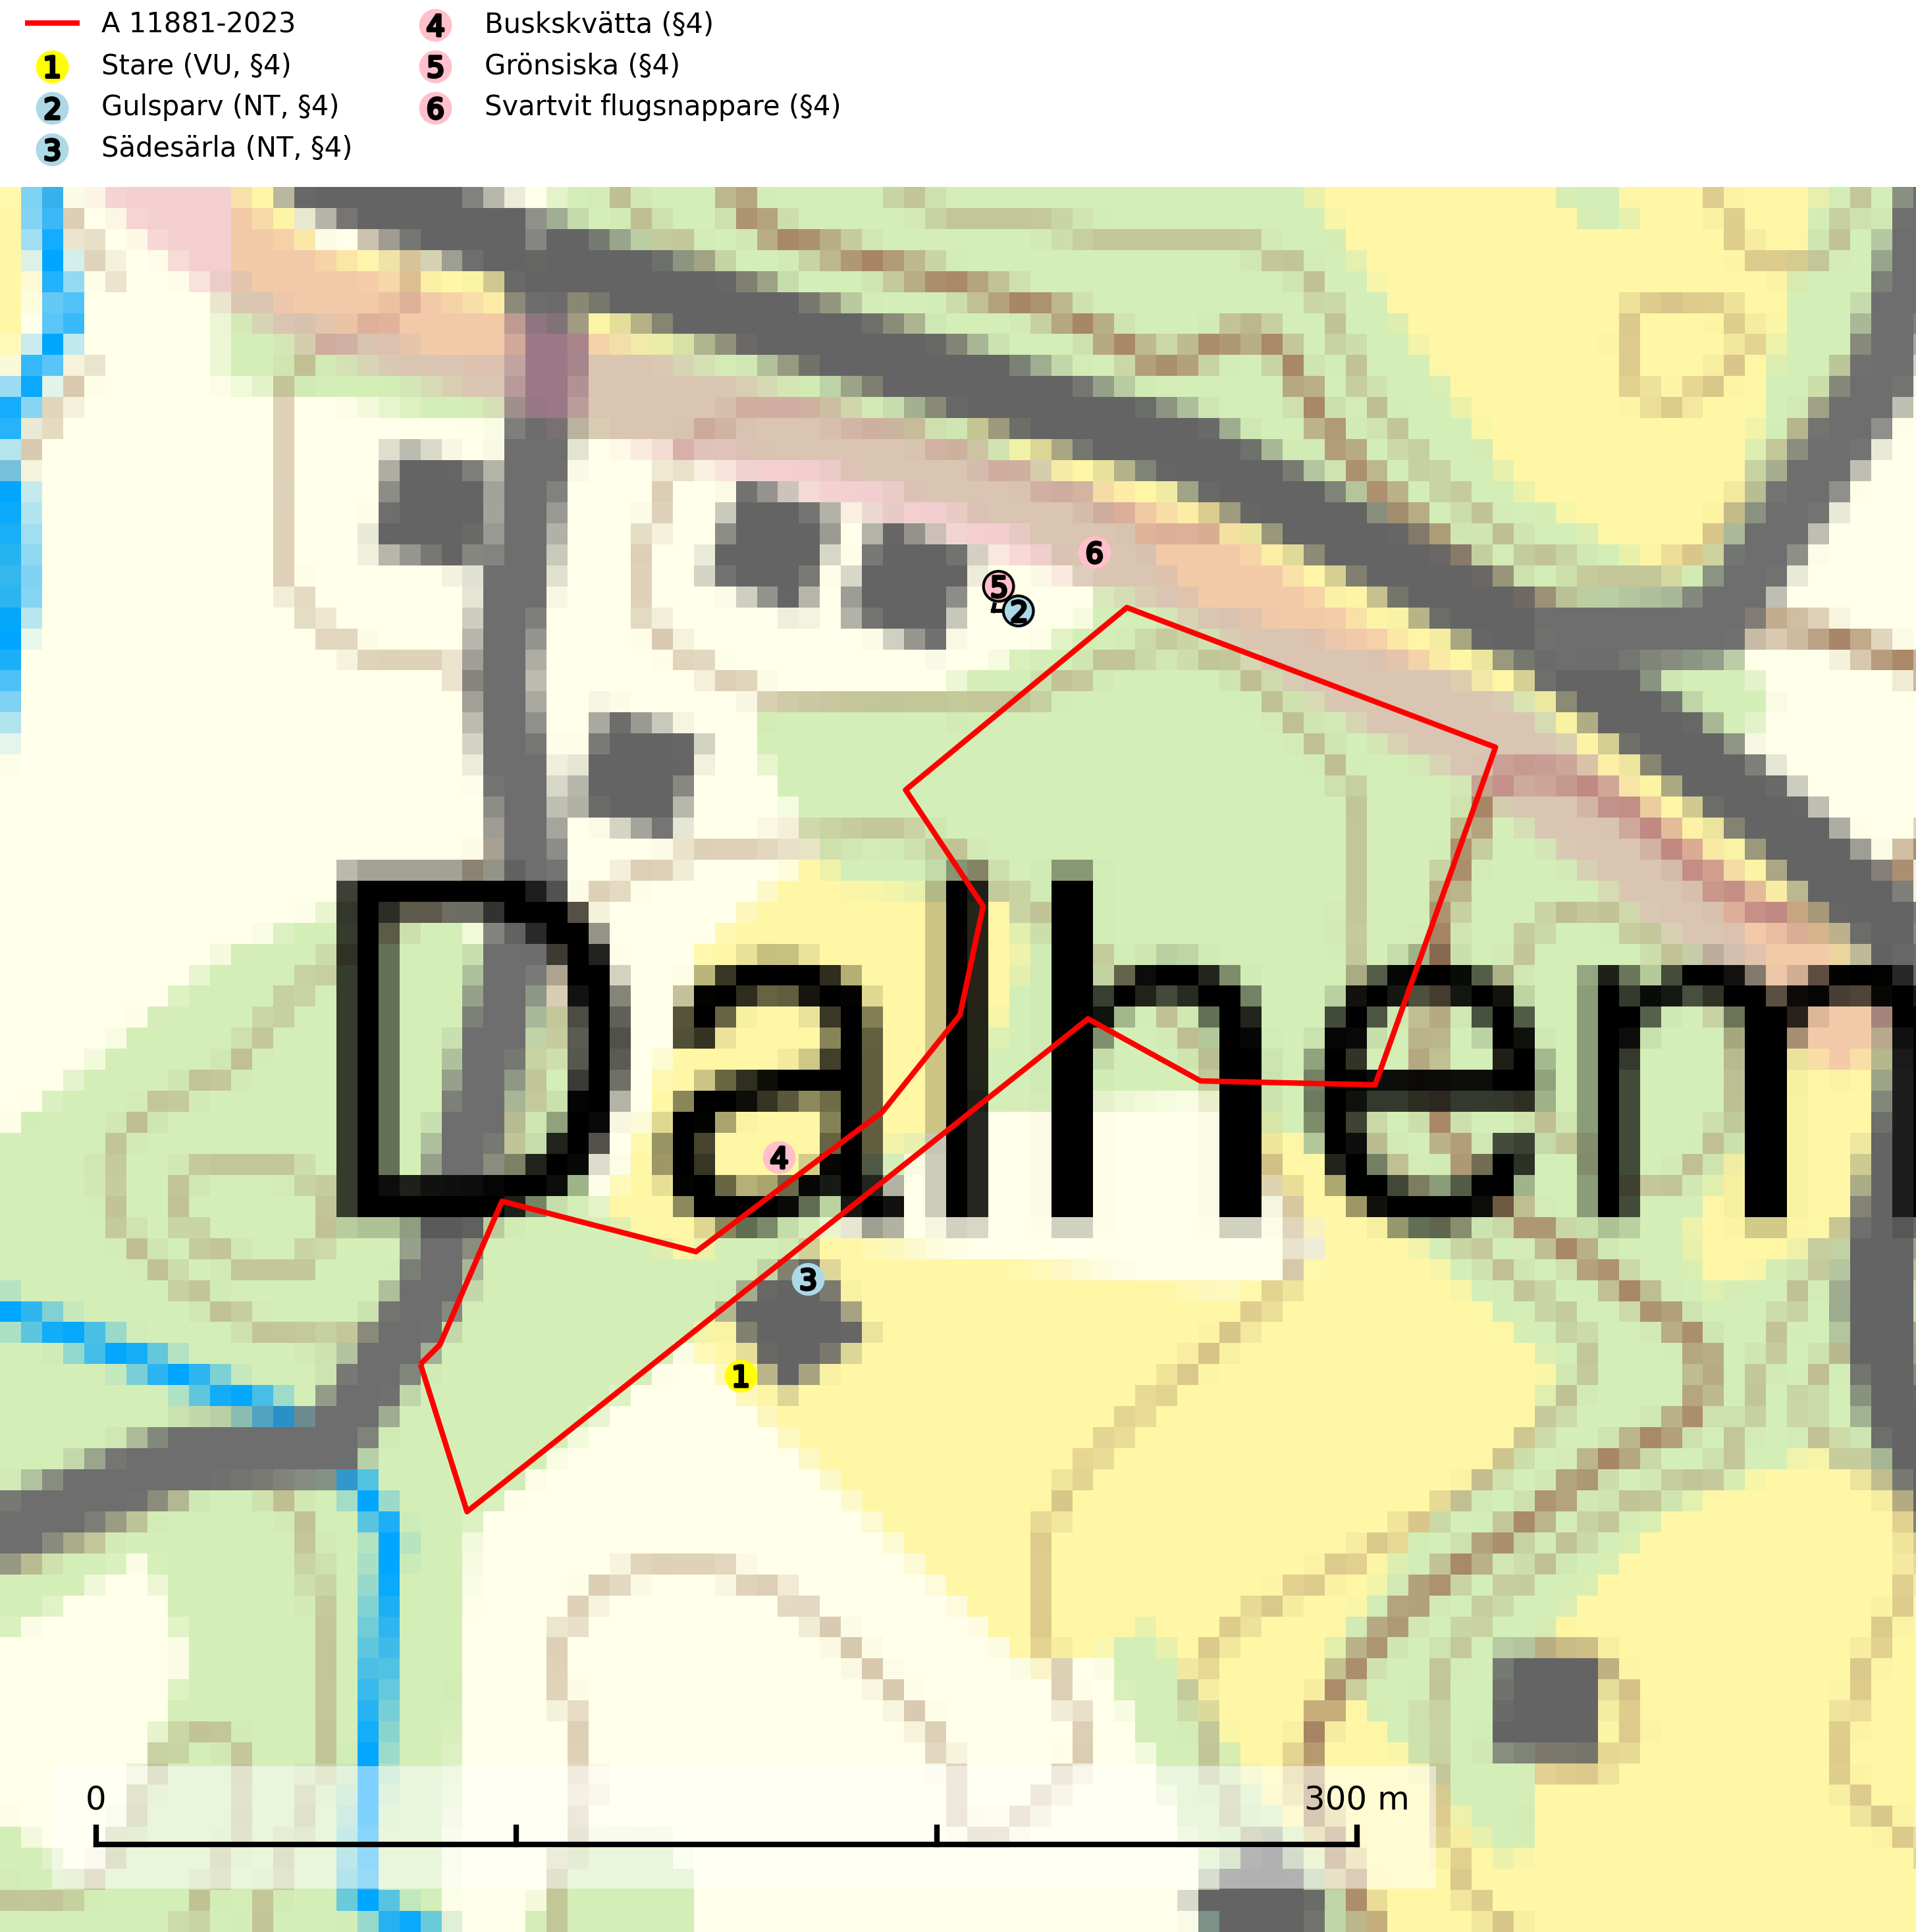 A 11881-2023
1 Stare (VU, §4)
2 Gulsparv (NT, §4)
3 Sädesärla (NT, §4)
4 Buskskvätta (§4)
5 Grönsiska (§4)
6 Svartvit flugsnappare (§4)
6
5
2
Dalhem
4
3
1
0 300 m